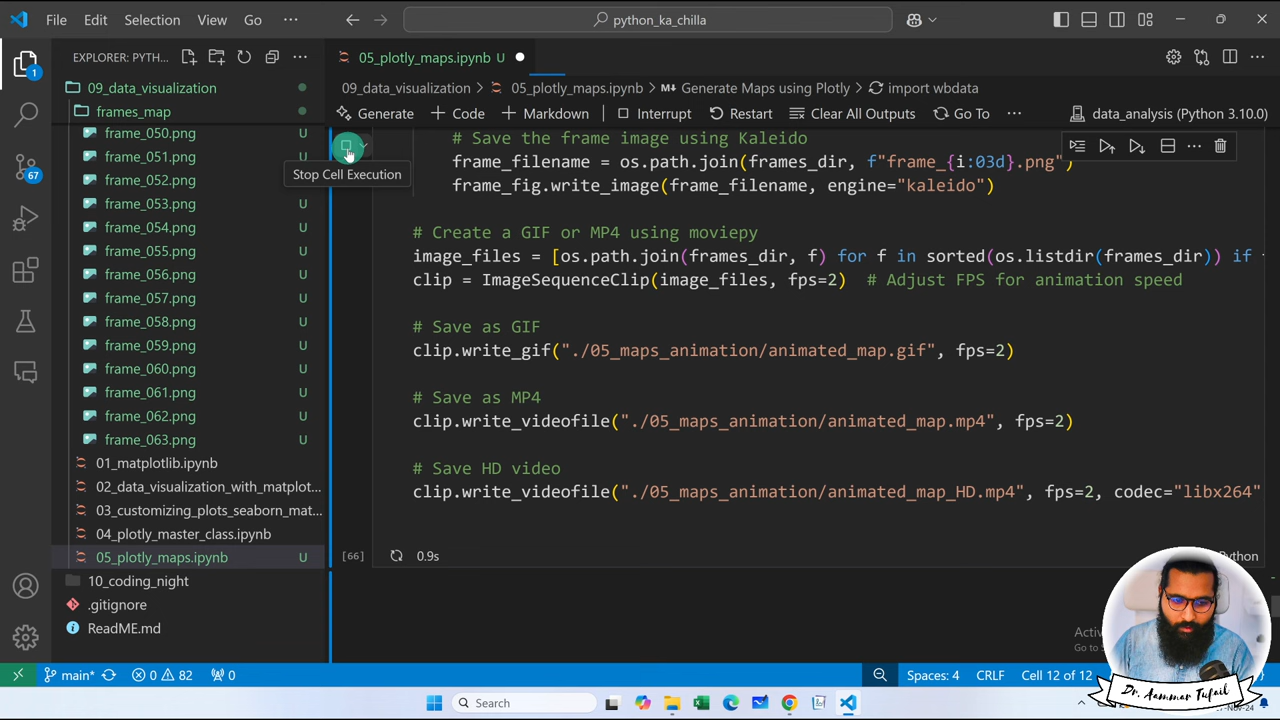 File Edit Selection View Go ··· python_ka_chilla
EXPLORER: PYTH... 05_plotly_maps.ipynb U
1
09_data_visualization
09_data_visualization > 05_plotly_maps.ipynb > Generate Maps using Plotly > import wbdata
frames_map
Generate + Code + Markdown Interrupt Restart Clear All Outputs Go To ··· data_analysis (Python 3.10.0)
frame_050.png U
# Save the frame image using Kaleido
frame_051.png U
frame_filename = os.path.join(frames_dir, f"frame_{i:03d}.png")
Stop Cell Execution
frame_052.png U
frame_fig.write_image(frame_filename, engine="kaleido")
67
frame_053.png U
frame_054.png U
# Create a GIF or MP4 using moviepy
frame_055.png U
image_files = [os.path.join(frames_dir, f) for f in sorted(os.listdir(frames_dir)) if
frame_056.png U
clip = ImageSequenceClip(image_files, fps=2) # Adjust FPS for animation speed
frame_057.png U
frame_058.png U
# Save as GIF
frame_059.png U
clip.write_gif("./05_maps_animation/animated_map.gif", fps=2)
frame_060.png U
frame_061.png U
# Save as MP4
frame_062.png U
clip.write_videofile("./05_maps_animation/animated_map.mp4", fps=2)
frame_063.png U
01_matplotlib.ipynb
# Save HD video
02_data_visualization_with_matplot...
clip.write_videofile("./05_maps_animation/animated_map_HD.mp4", fps=2, codec="libx264"
03_customizing_plots_seaborn_mat...
04_plotly_master_class.ipynb
05_plotly_maps.ipynb U
[66] 0.9s Python
10_coding_night
.gitignore
ReadME.md
main* 0 82 0 Spaces: 4 CRLF Cell 12 of 12
Search
Dr. Aammar Tufail